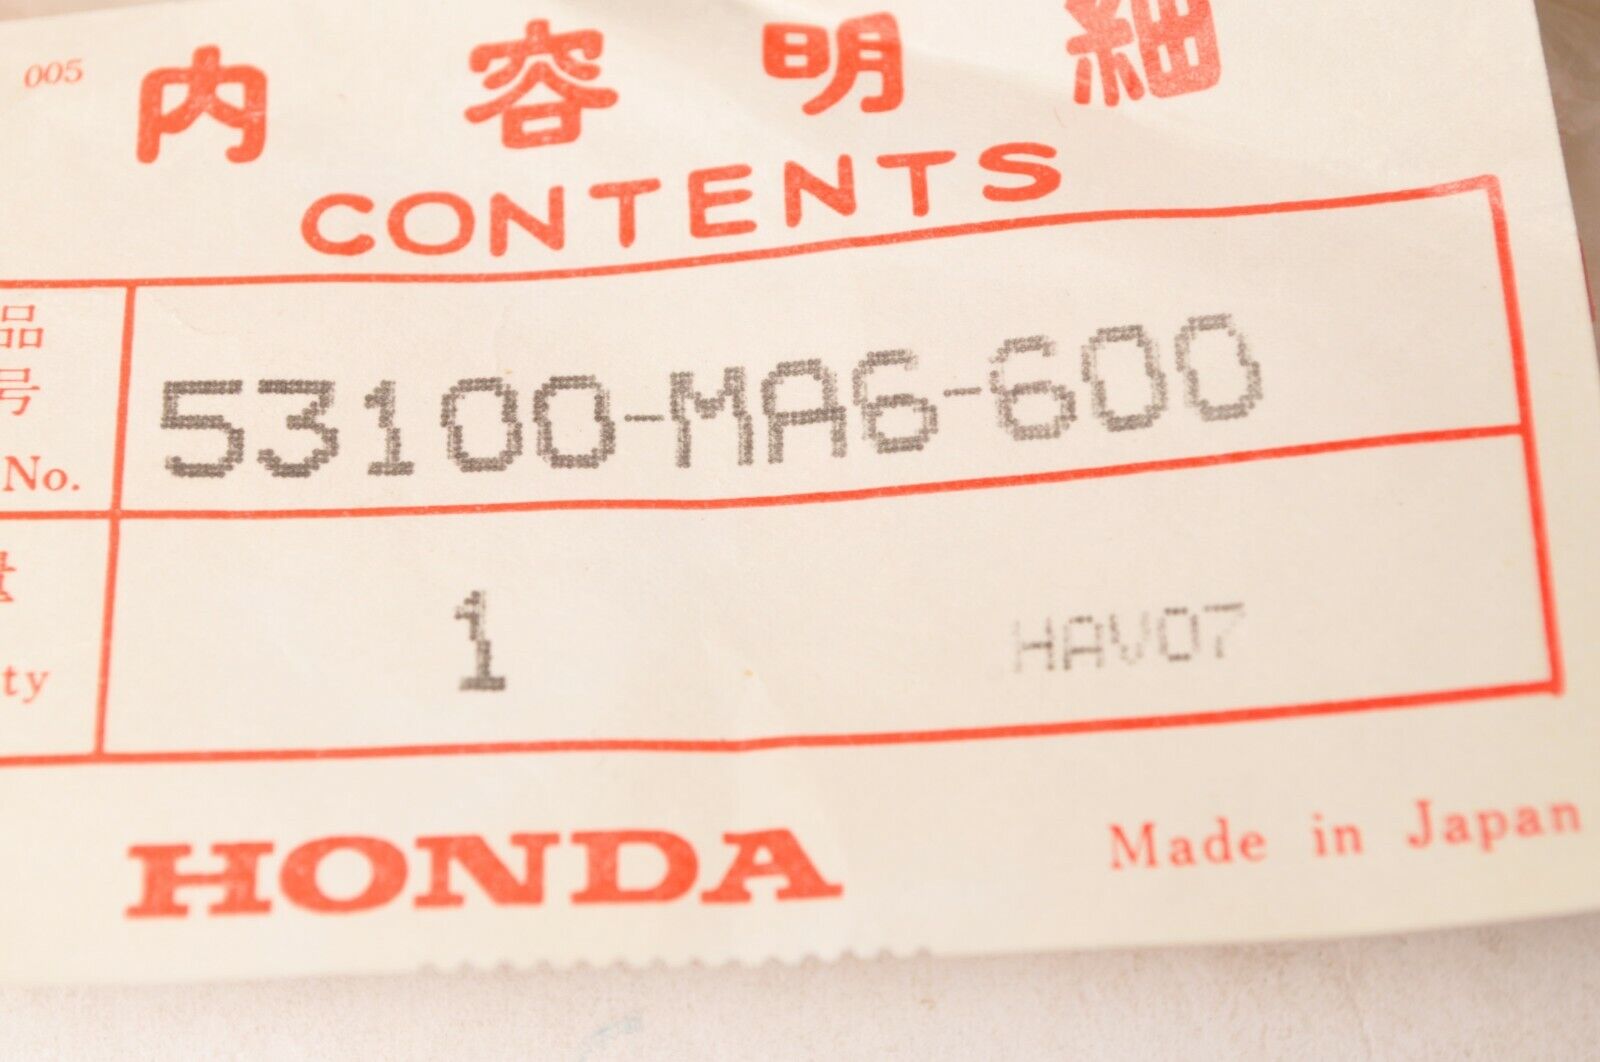 005
内容明細
CONTENTS
品
号
No.
53100-MA6-600
量
ty
1
HAV07
HONDA
Made in Japan